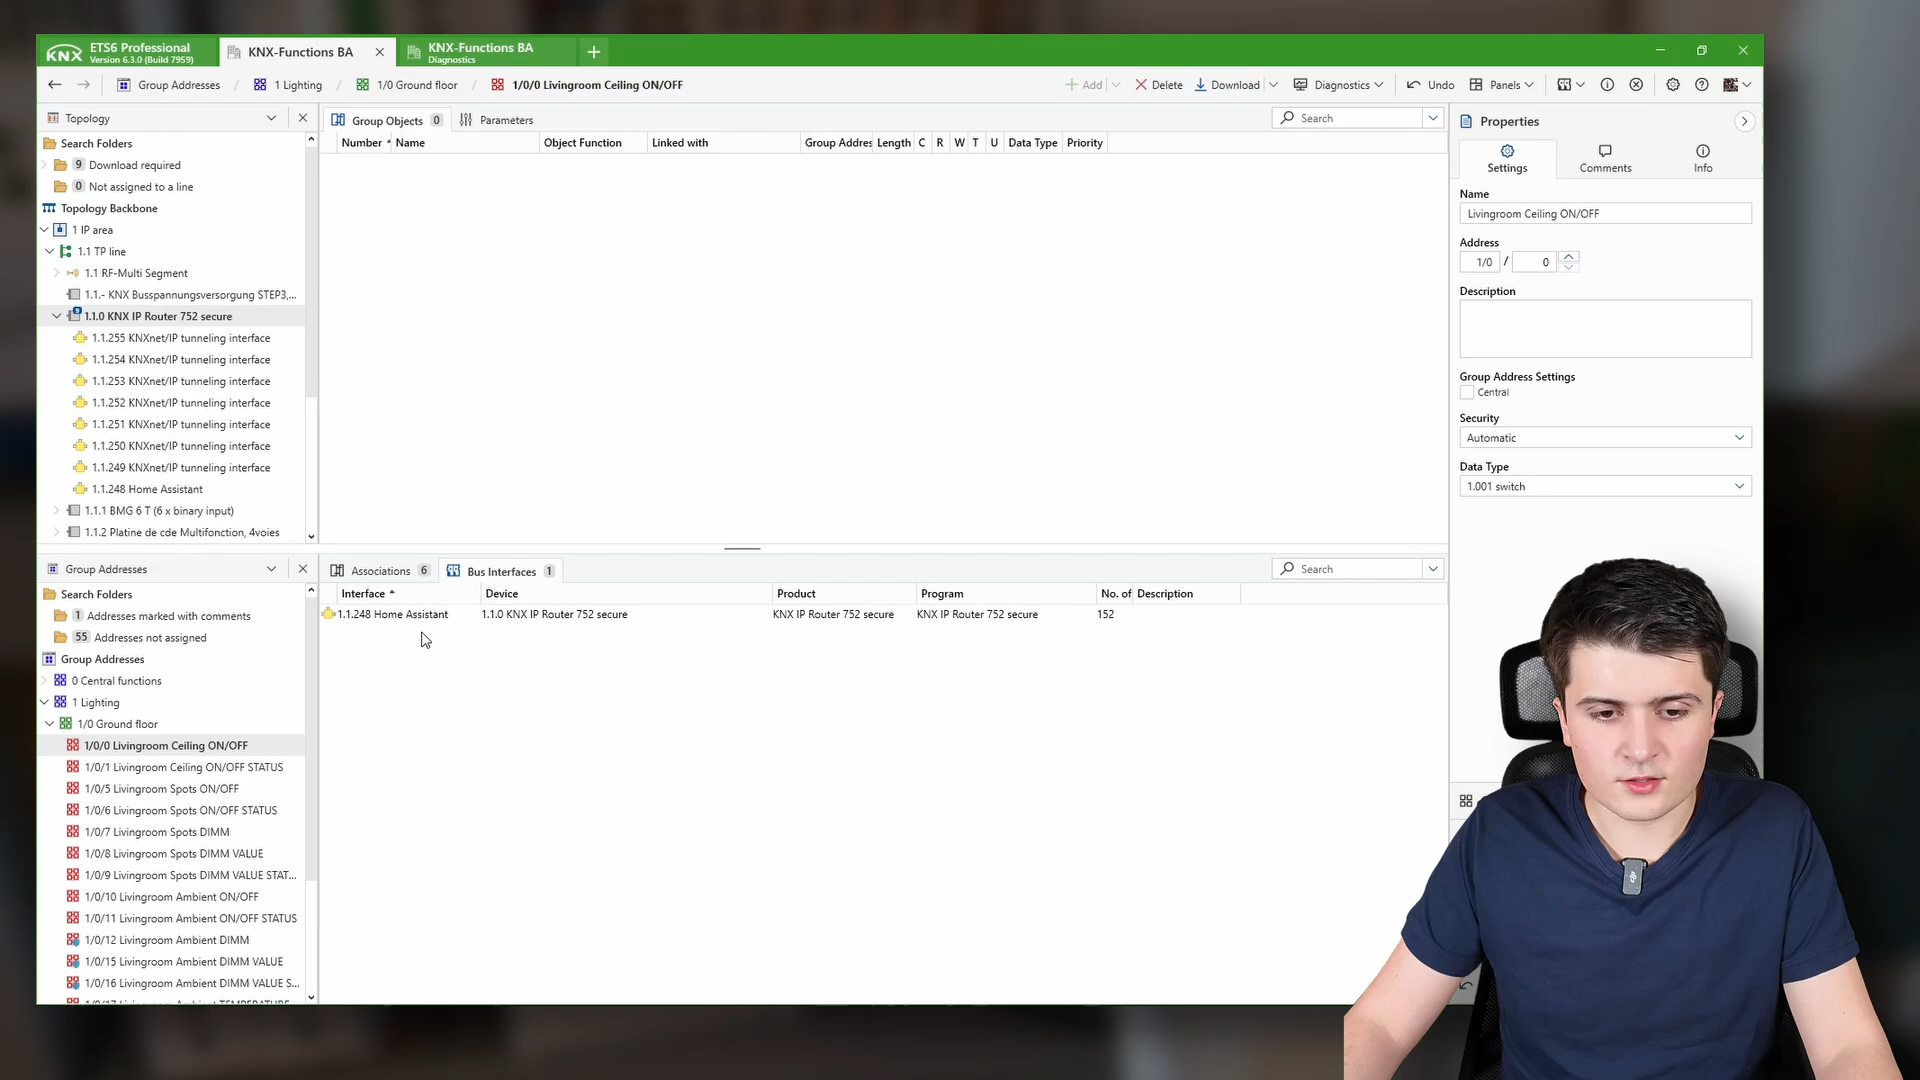 KNX ETS6 Professional
Version 6.3.0 (Build 7959)
KNX-Functions BA
KNX-Functions BA
Diagnostics
Group Addresses / 1 Lighting / 1/0 Ground floor / 1/0/0 Livingroom Ceiling ON/OFF
Add Delete Download Diagnostics Undo Panels
Topology
Search Folders
9 Download required
0 Not assigned to a line
Topology Backbone
1 IP area
1.1 TP line
1.1 RF-Multi Segment
1.1.- KNX Busspannungsversorgung STEP3,...
1.1.0 KNX IP Router 752 secure
1.1.255 KNXnet/IP tunneling interface
1.1.254 KNXnet/IP tunneling interface
1.1.253 KNXnet/IP tunneling interface
1.1.252 KNXnet/IP tunneling interface
1.1.251 KNXnet/IP tunneling interface
1.1.250 KNXnet/IP tunneling interface
1.1.249 KNXnet/IP tunneling interface
1.1.248 Home Assistant
1.1.1 BMG 6 T (6 x binary input)
1.1.2 Platine de cde Multifonction, 4voies
Group Objects 0 Parameters
Search
Number Name Object Function Linked with Group Addres Length C R W T U Data Type Priority
Properties
Settings Comments Info
Name
Livingroom Ceiling ON/OFF
Address
1/0 / 0
Description
Group Address Settings
Central
Security
Automatic
Data Type
1.001 switch
Group Addresses
Search Folders
1 Addresses marked with comments
55 Addresses not assigned
Group Addresses
0 Central functions
1 Lighting
1/0 Ground floor
1/0/0 Livingroom Ceiling ON/OFF
1/0/1 Livingroom Ceiling ON/OFF STATUS
1/0/5 Livingroom Spots ON/OFF
1/0/6 Livingroom Spots ON/OFF STATUS
1/0/7 Livingroom Spots DIMM
1/0/8 Livingroom Spots DIMM VALUE
1/0/9 Livingroom Spots DIMM VALUE STAT...
1/0/10 Livingroom Ambient ON/OFF
1/0/11 Livingroom Ambient ON/OFF STATUS
1/0/12 Livingroom Ambient DIMM
1/0/15 Livingroom Ambient DIMM VALUE
1/0/16 Livingroom Ambient DIMM VALUE S...
1/0/17 Livingroom Ambient TEMPERATURE
Associations 6 Bus Interfaces 1
Search
Interface Device Product Program No. of Description
1.1.248 Home Assistant 1.1.0 KNX IP Router 752 secure KNX IP Router 752 secure KNX IP Router 752 secure 152
dji